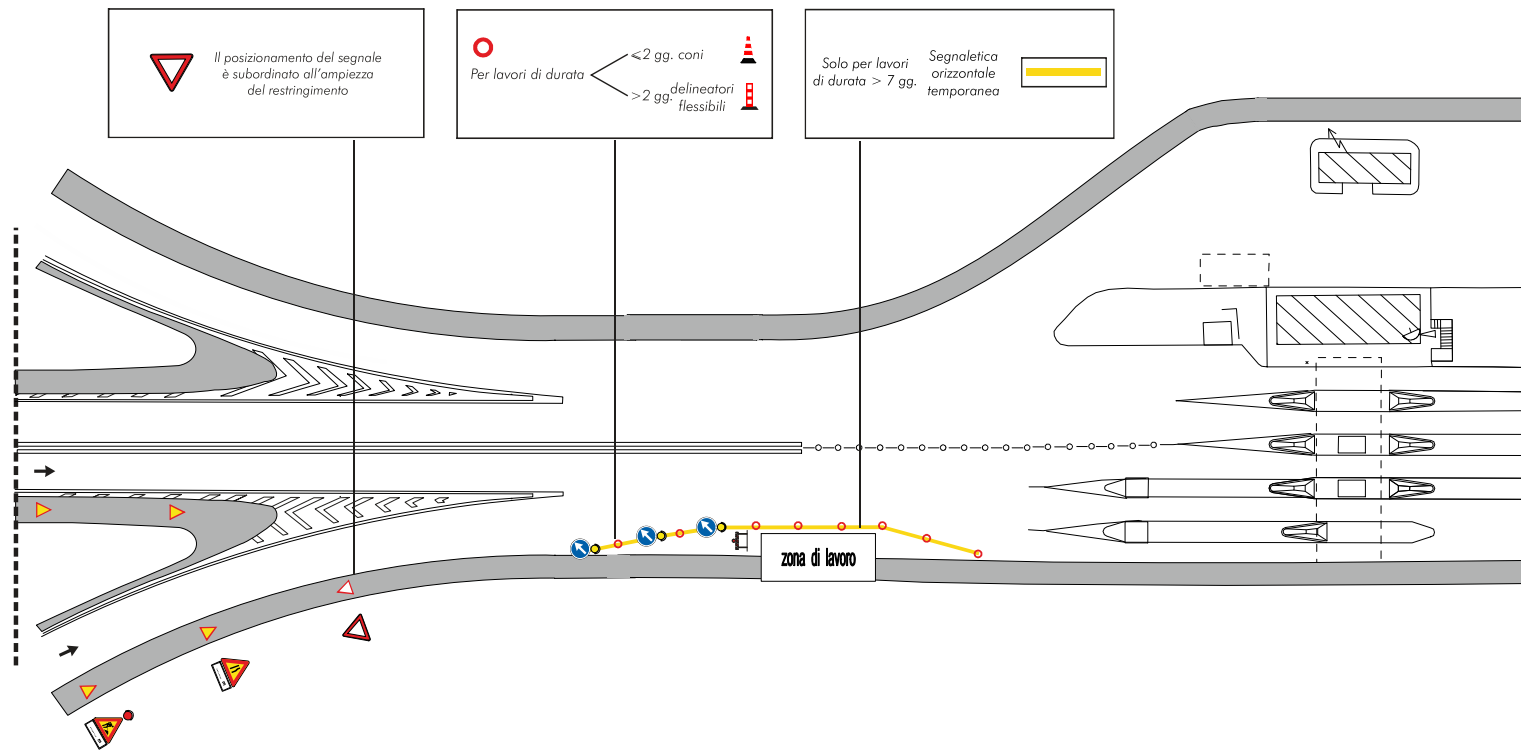 Il posizionamento del segnale
è subordinato all'ampiezza
del restringimento
Per lavori di durata
⩽2 gg. coni
>2 gg. delineatori
flessibili
Solo per lavori
di durata > 7 gg.
Segnaletica
orizzontale
temporanea
zona di lavoro